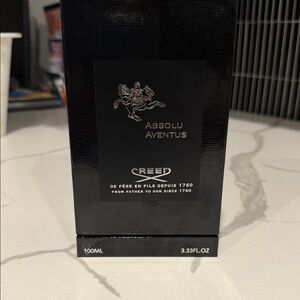 ABSOLU
AVENTUS
CREED
DE PÈRE EN FILS DEPUIS 1760
FROM FATHER TO SON SINCE 1760
100ML 3.33FL.OZ